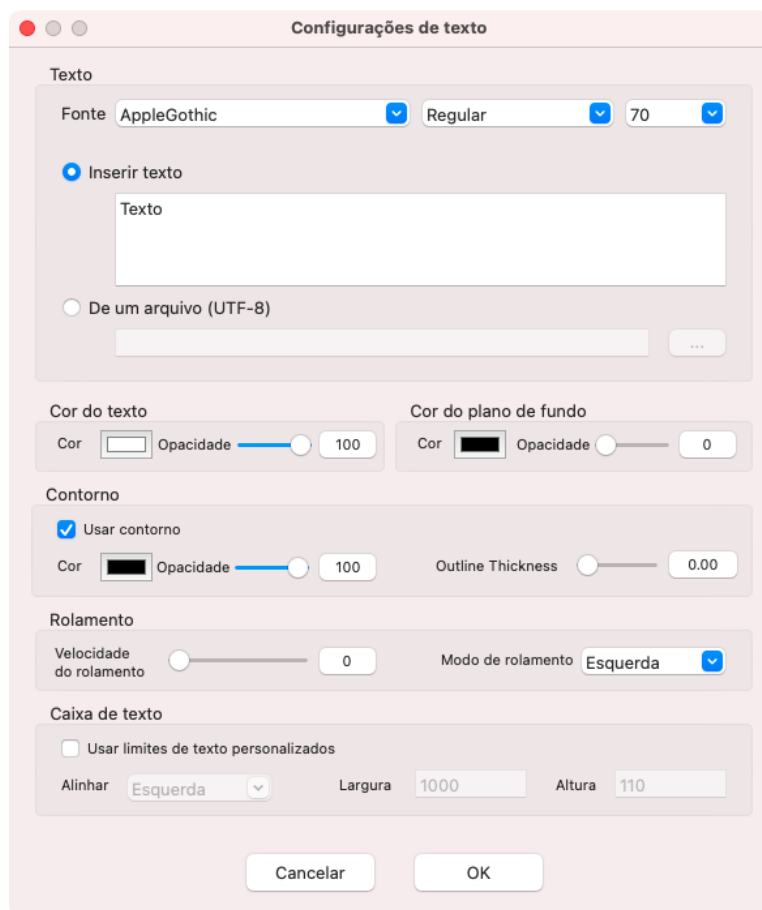 Configurações de texto
Texto
Fonte AppleGothic Regular 70
Inserir texto
Texto
De um arquivo (UTF-8)
...
Cor do texto Cor do plano de fundo
Cor Opacidade 100 Cor Opacidade 0
Contorno
Usar contorno
Cor Opacidade 100 Outline Thickness 0.00
Rolamento
Velocidade
do rolamento 0 Modo de rolamento Esquerda
Caixa de texto
Usar limites de texto personalizados
Alinhar Esquerda Largura 1000 Altura 110
Cancelar OK